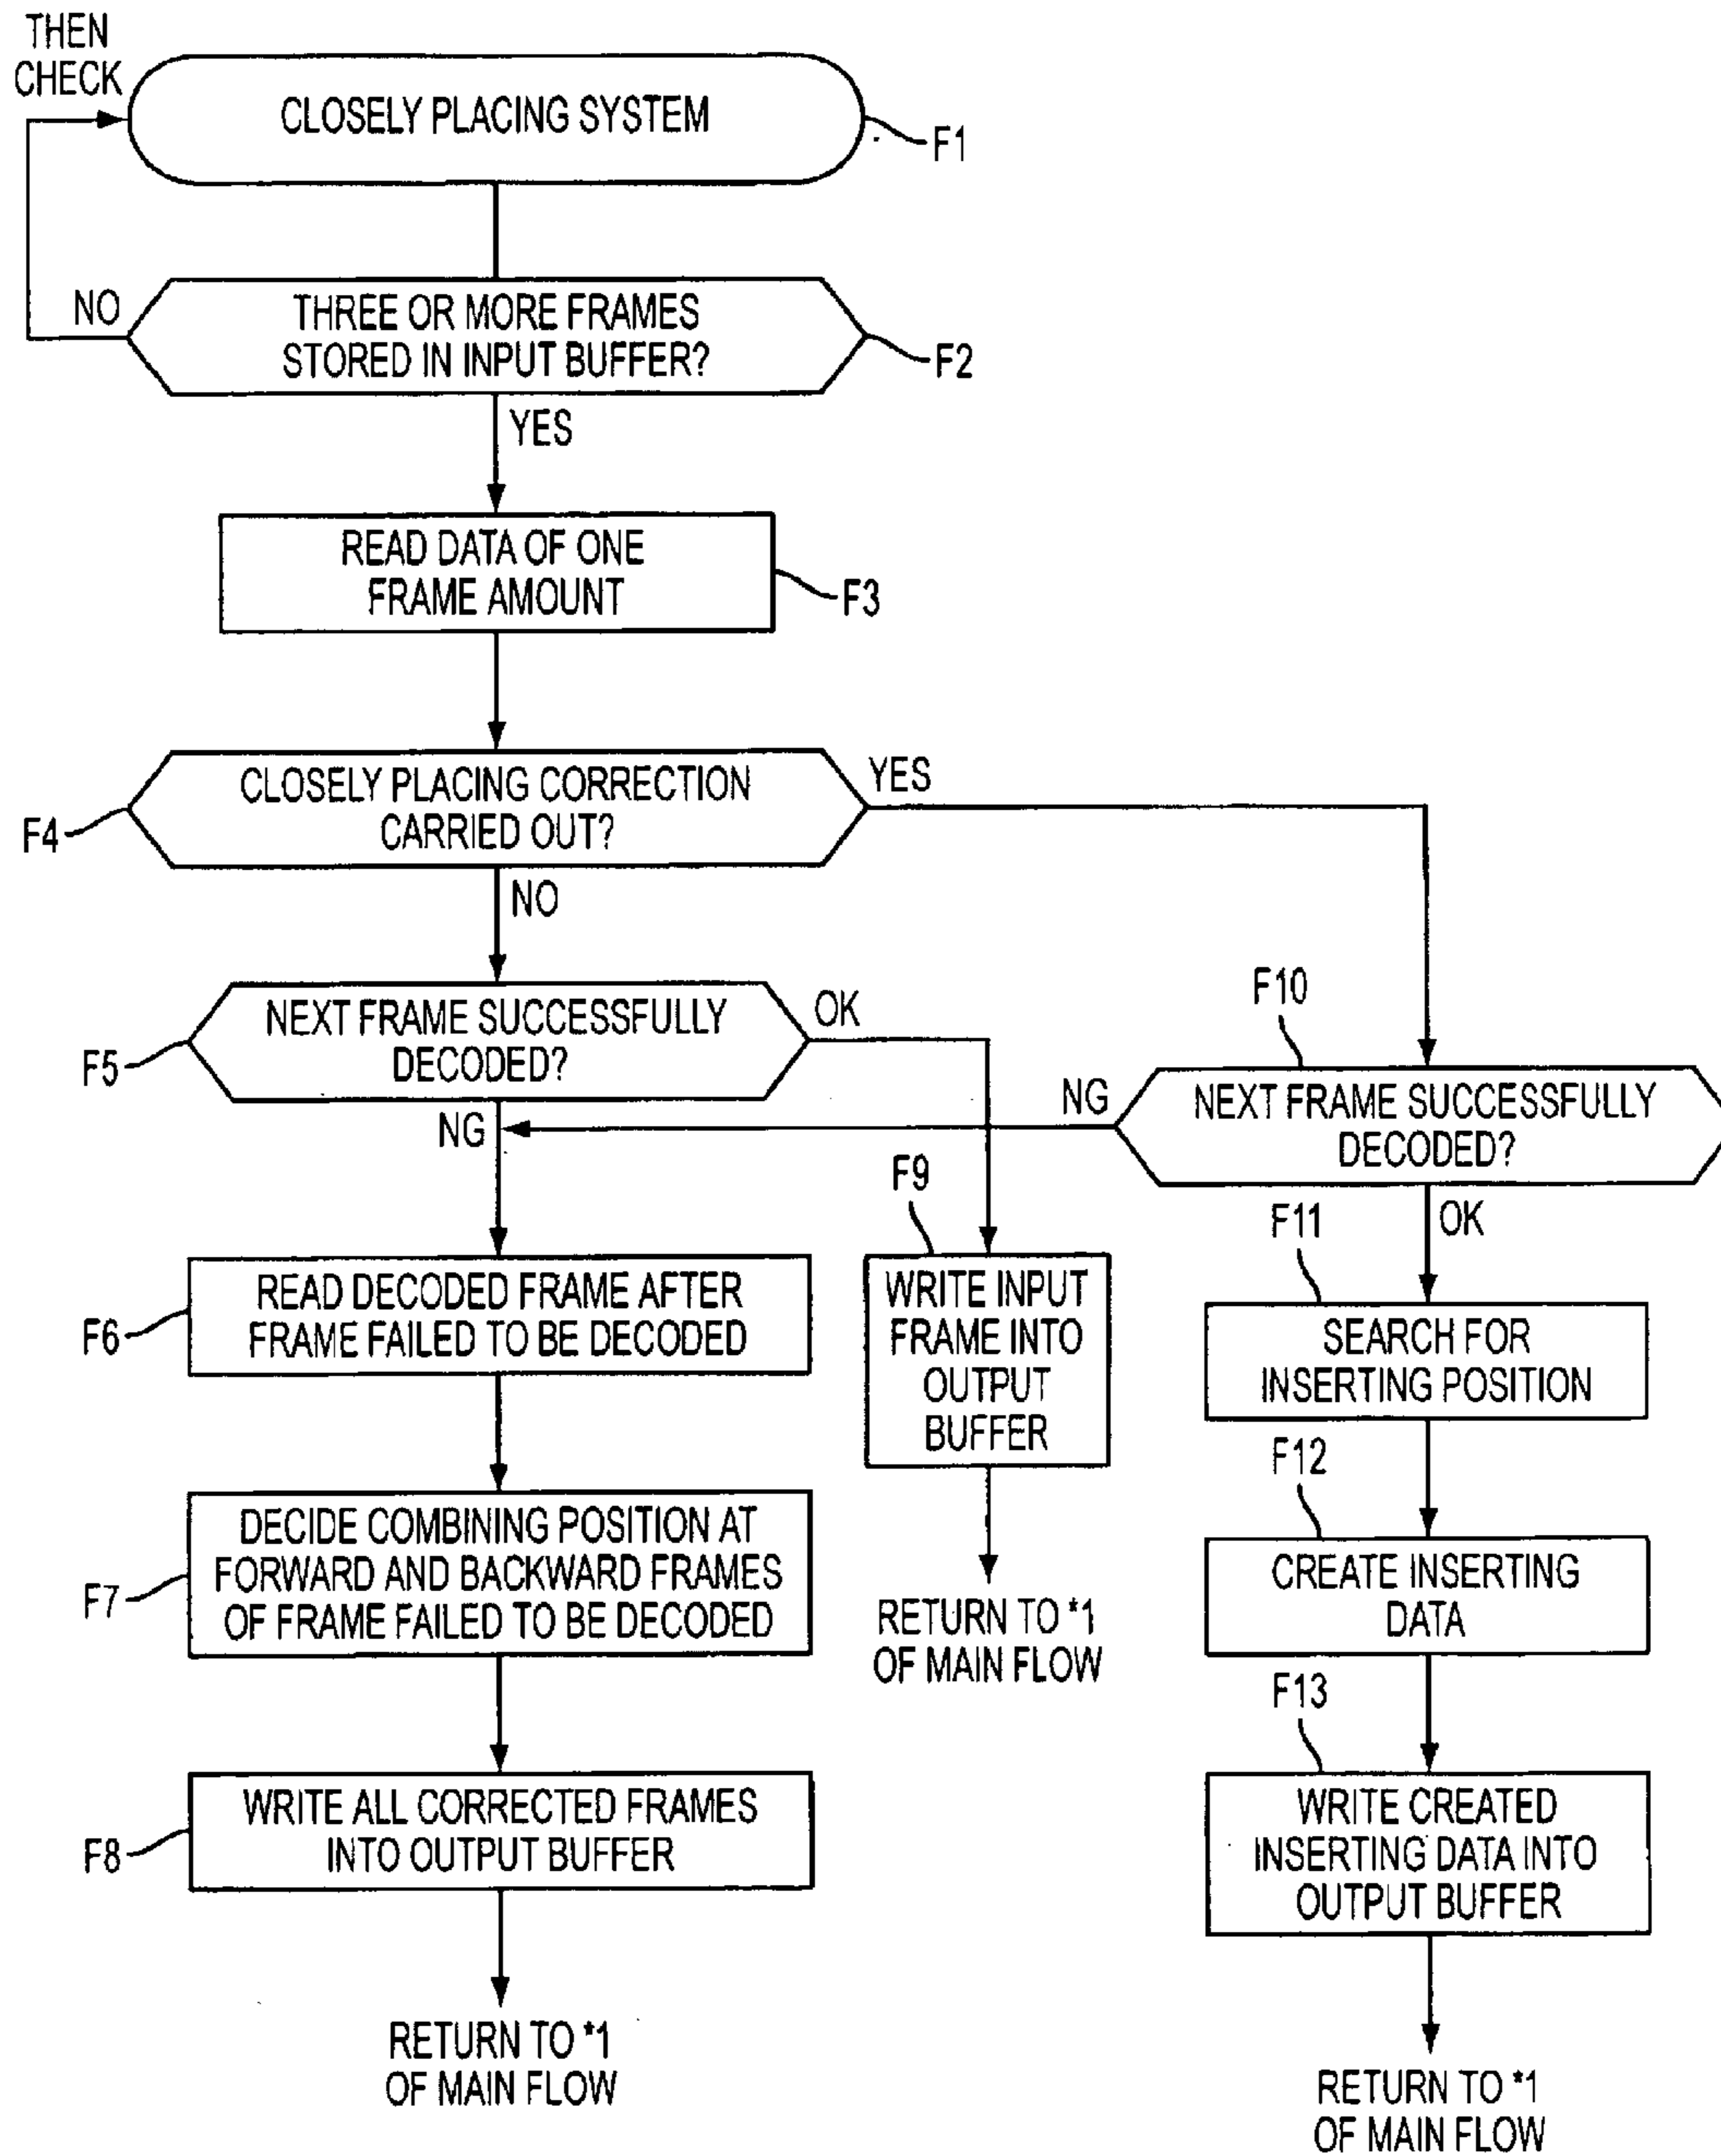 THEN
CHECK
CLOSELY PLACING SYSTEM
F1
NO
THREE OR MORE FRAMES
STORED IN INPUT BUFFER?
F2
YES
READ DATA OF ONE
FRAME AMOUNT
F3
CLOSELY PLACING CORRECTION
CARRIED OUT?
YES
F4
NO
NEXT FRAME SUCCESSFULLY
DECODED?
OK
F5
NG
F10
NG
NEXT FRAME SUCCESSFULLY
DECODED?
OK
READ DECODED FRAME AFTER
FRAME FAILED TO BE DECODED
F6
F9
WRITE INPUT
FRAME INTO
OUTPUT
BUFFER
RETURN TO *1
OF MAIN FLOW
F11
SEARCH FOR
INSERTING POSITION
DECIDE COMBINING POSITION AT
FORWARD AND BACKWARD FRAMES
OF FRAME FAILED TO BE DECODED
F7
F12
CREATE INSERTING
DATA
WRITE ALL CORRECTED FRAMES
INTO OUTPUT BUFFER
F8
RETURN TO *1
OF MAIN FLOW
F13
WRITE CREATED
INSERTING DATA INTO
OUTPUT BUFFER
RETURN TO *1
OF MAIN FLOW